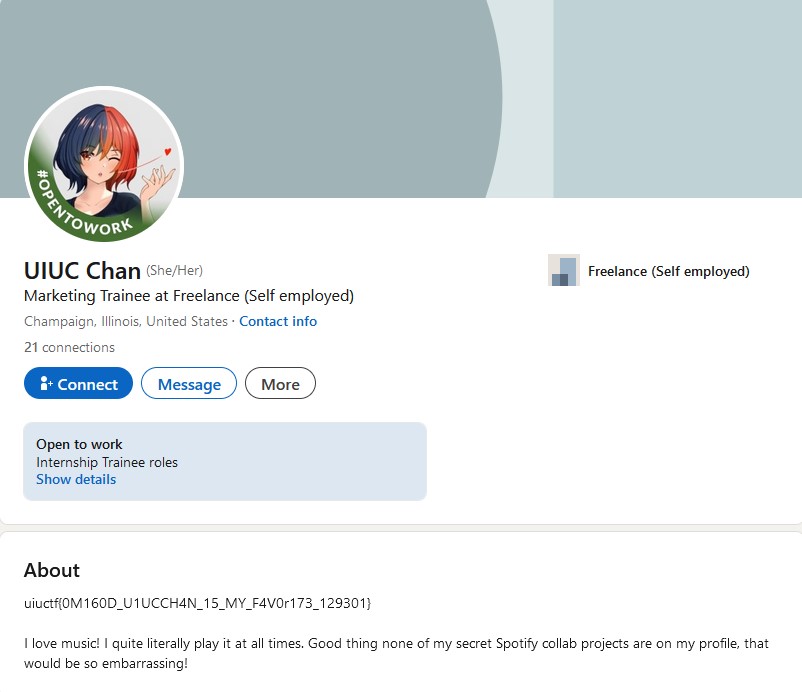 #OPENTOWORK
UIUC Chan (She/Her)
Freelance (Self employed)
Marketing Trainee at Freelance (Self employed)
Champaign, Illinois, United States · Contact info
21 connections
Connect
Message
More
Open to work
Internship Trainee roles
Show details
About
uiuctf{0M160D_U1UCCH4N_15_MY_F4V0r173_129301}
I love music! I quite literally play it at all times. Good thing none of my secret Spotify collab projects are on my profile, that
would be so embarrassing!